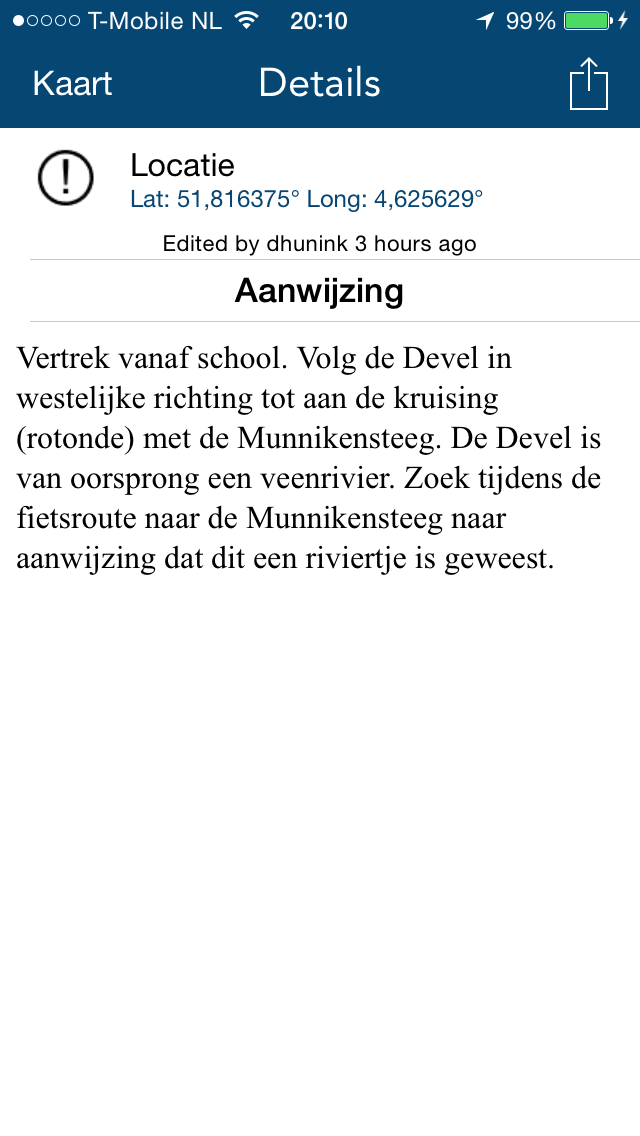 T-Mobile NL 20:10 99%
Kaart Details
Locatie
Lat: 51,816375° Long: 4,625629°
Edited by dhunink 3 hours ago
Aanwijzing
Vertrek vanaf school. Volg de Devel in
westelijke richting tot aan de kruising
(rotonde) met de Munnikensteeg. De Devel is
van oorsprong een veenrivier. Zoek tijdens de
fietsroute naar de Munnikensteeg naar
aanwijzing dat dit een riviertje is geweest.